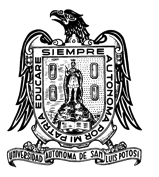 SIEMPRE AUTONOMA POR MI PATRIA EDUCARE
UNIVERSIDAD AUTONOMA DE SAN LUIS POTOSI